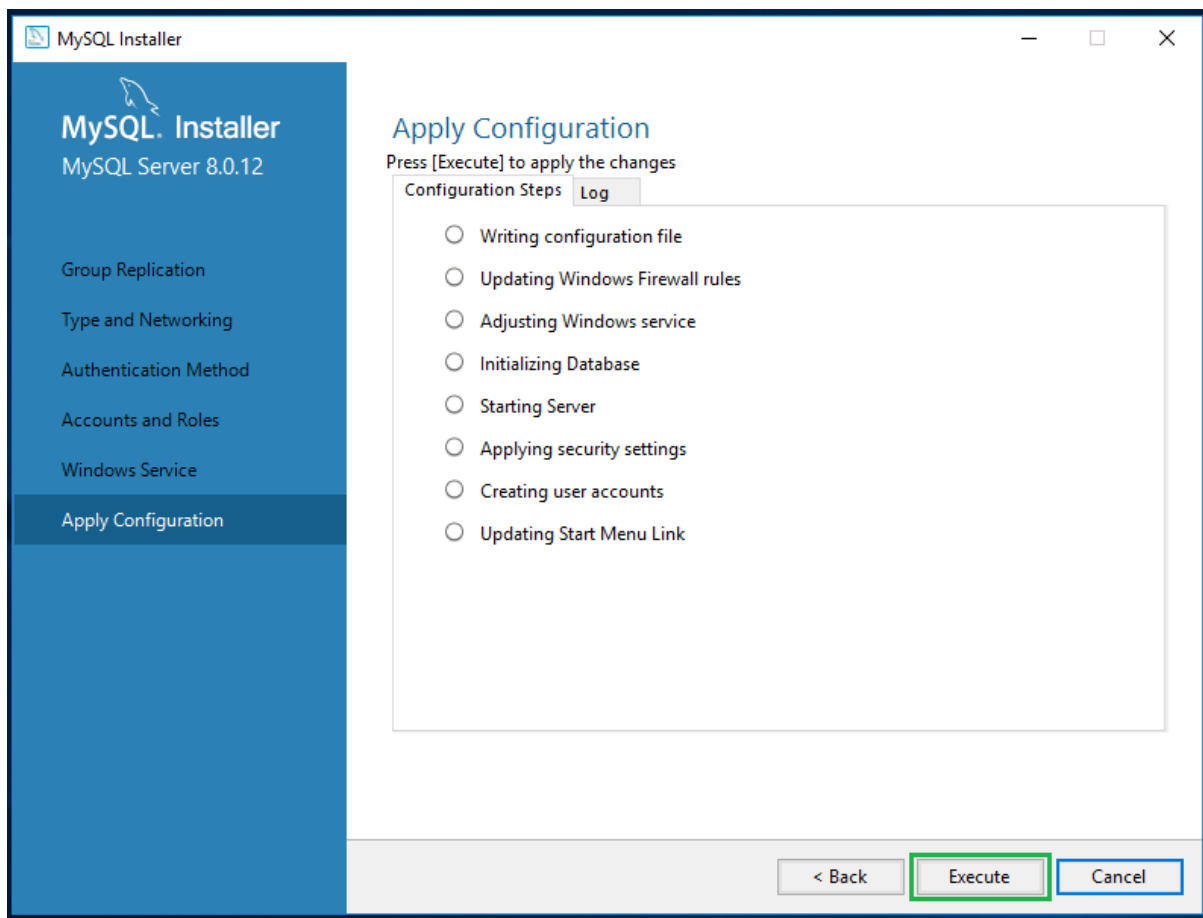 MySQL Installer
MySQL. Installer
MySQL Server 8.0.12
Group Replication
Type and Networking
Authentication Method
Accounts and Roles
Windows Service
Apply Configuration
Apply Configuration
Press [Execute] to apply the changes
Configuration Steps Log
Writing configuration file
Updating Windows Firewall rules
Adjusting Windows service
Initializing Database
Starting Server
Applying security settings
Creating user accounts
Updating Start Menu Link
< Back Execute Cancel